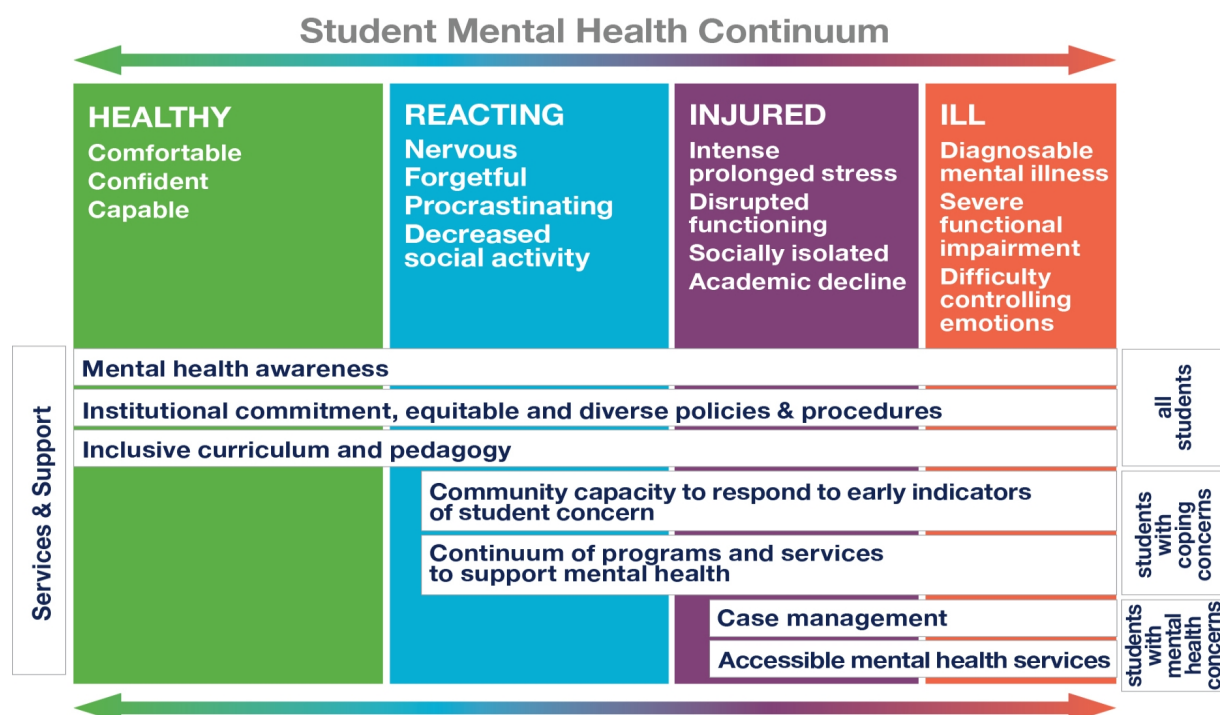 Student Mental Health Continuum
HEALTHY
Comfortable
Confident
Capable
REACTING
Nervous
Forgetful
Procrastinating
Decreased
social activity
INJURED
Intense
prolonged stress
Disrupted
functioning
Socially isolated
Academic decline
ILL
Diagnosable
mental illness
Severe
functional
impairment
Difficulty
controlling
emotions
Services & Support
Mental health awareness
Institutional commitment, equitable and diverse policies & procedures
Inclusive curriculum and pedagogy
all
students
Community capacity to respond to early indicators
of student concern
Continuum of programs and services
to support mental health
students
with
coping
concerns
Case management
Accessible mental health services
students
with
mental
health
concerns